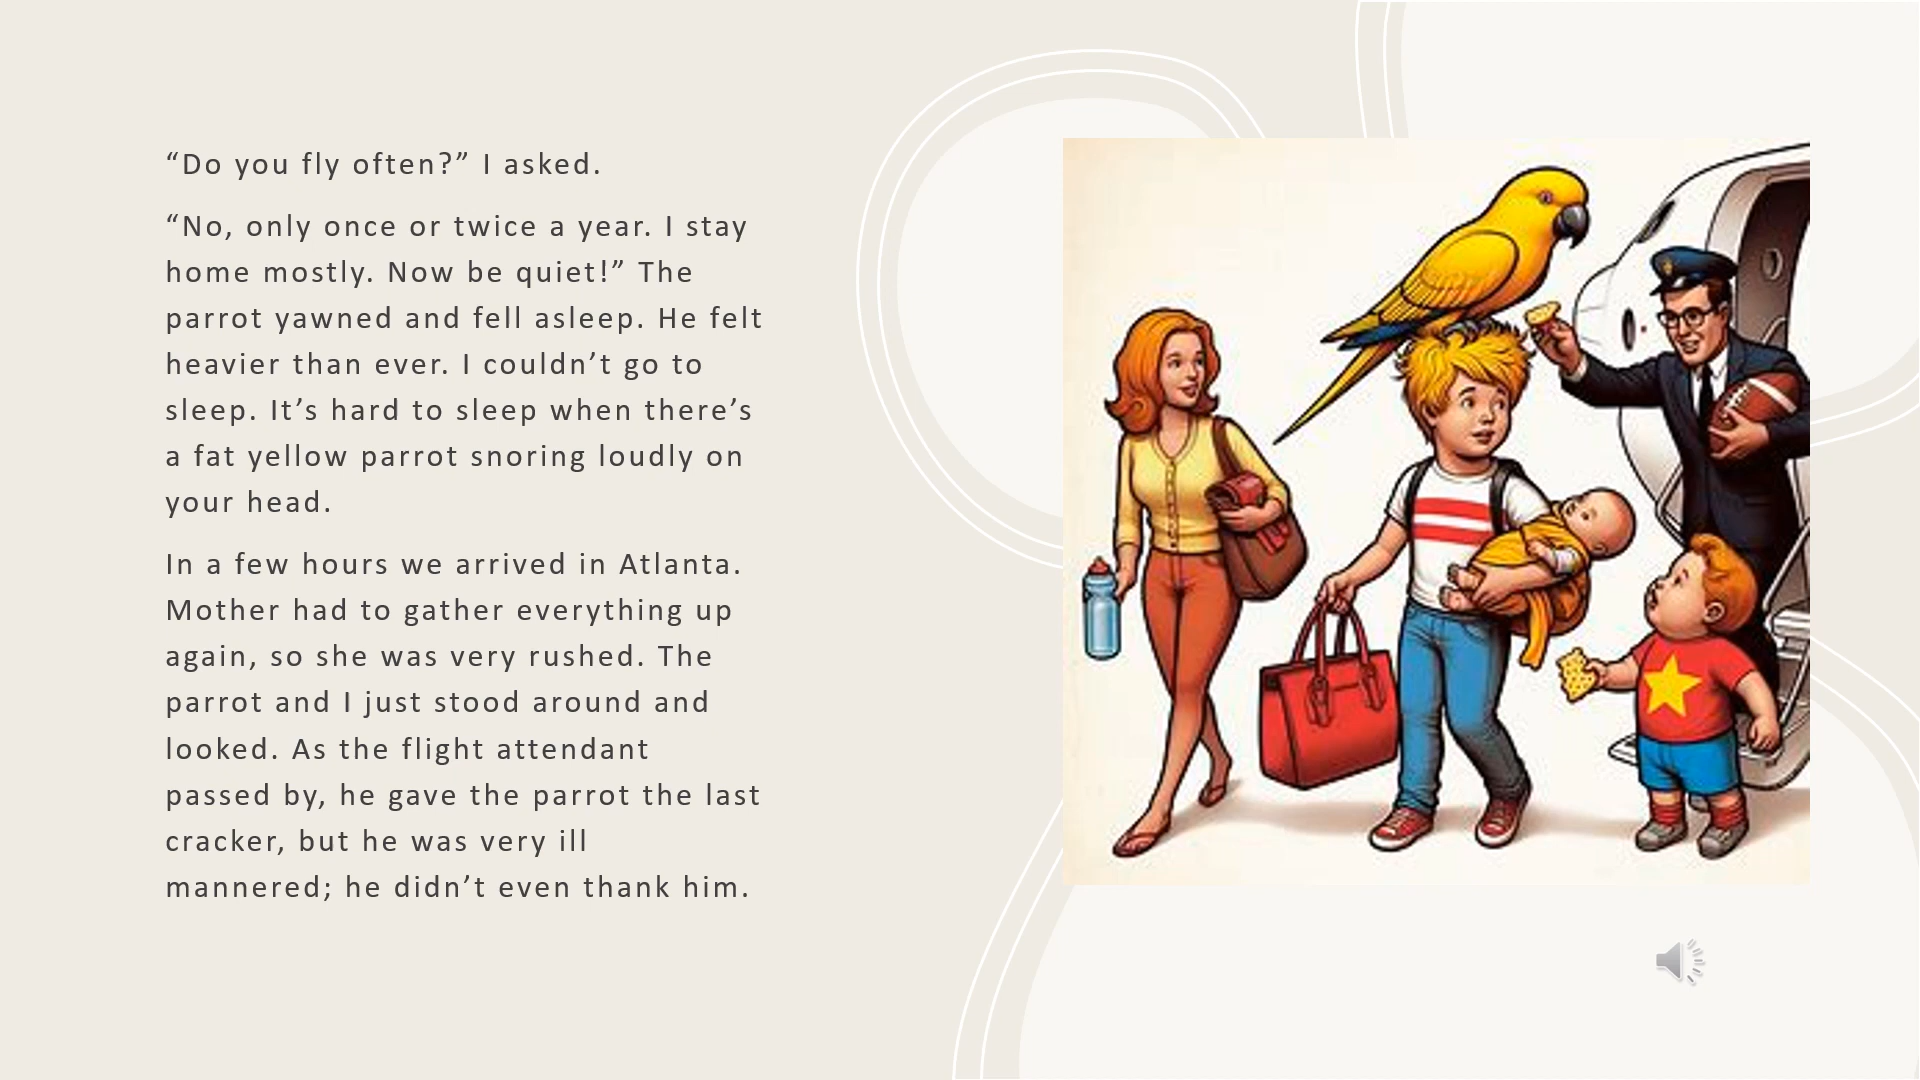 “Do you fly often?” I asked.
“No, only once or twice a year. I stay
home mostly. Now be quiet!” The
parrot yawned and fell asleep. He felt
heavier than ever. I couldn’t go to
sleep. It’s hard to sleep when there’s
a fat yellow parrot snoring loudly on
your head.
In a few hours we arrived in Atlanta.
Mother had to gather everything up
again, so she was very rushed. The
parrot and I just stood around and
looked. As the flight attendant
passed by, he gave the parrot the last
cracker, but he was very ill
mannered; he didn’t even thank him.